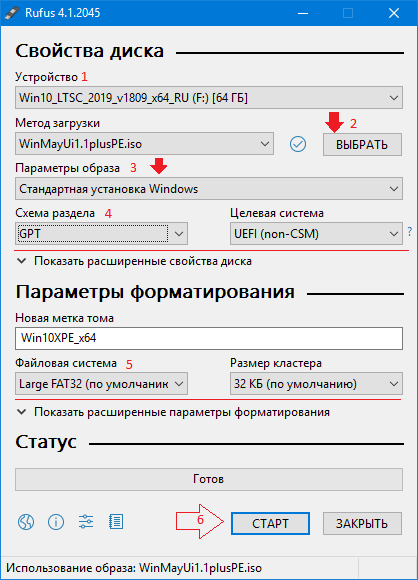 Rufus 4.1.2045
Свойства диска
Устройство 1
Win10_LTSC_2019_v1809_x64_RU (F:) [64 ГБ]
Метод загрузки 2
WinMayUi1.1plusPE.iso ВЫБРАТЬ
Параметры образа 3
Стандартная установка Windows
Схема раздела 4 Целевая система
GPT UEFI (non-CSM) ?
Показать расширенные свойства диска
Параметры форматирования
Новая метка тома
Win10XPE_x64
Файловая система 5 Размер кластера
Large FAT32 (по умолчанию 32 КБ (по умолчанию)
Показать расширенные параметры форматирования
Статус
Готов
6 СТАРТ ЗАКРЫТЬ
Использование образа: WinMayUi1.1plusPE.iso